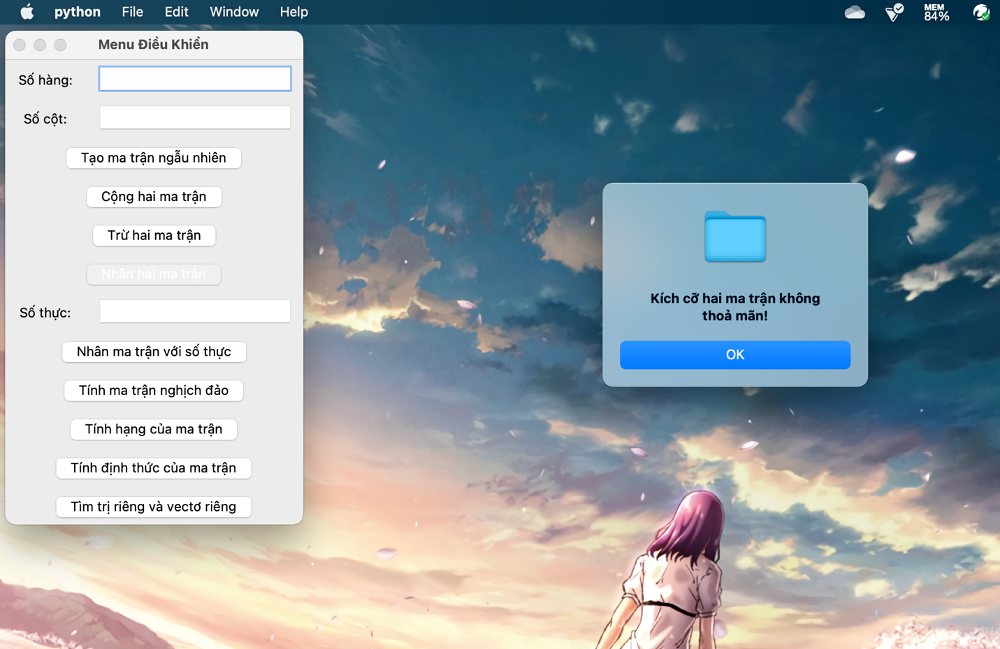 python File Edit Window Help
MEM
84%
Menu Điều Khiển
Số hàng:
Số cột:
Tạo ma trận ngẫu nhiên
Cộng hai ma trận
Trừ hai ma trận
Nhân hai ma trận
Số thực:
Nhân ma trận với số thực
Tính ma trận nghịch đảo
Tính hạng của ma trận
Tính định thức của ma trận
Tìm trị riêng và vectơ riêng
Kích cỡ hai ma trận không
thoả mãn!
OK